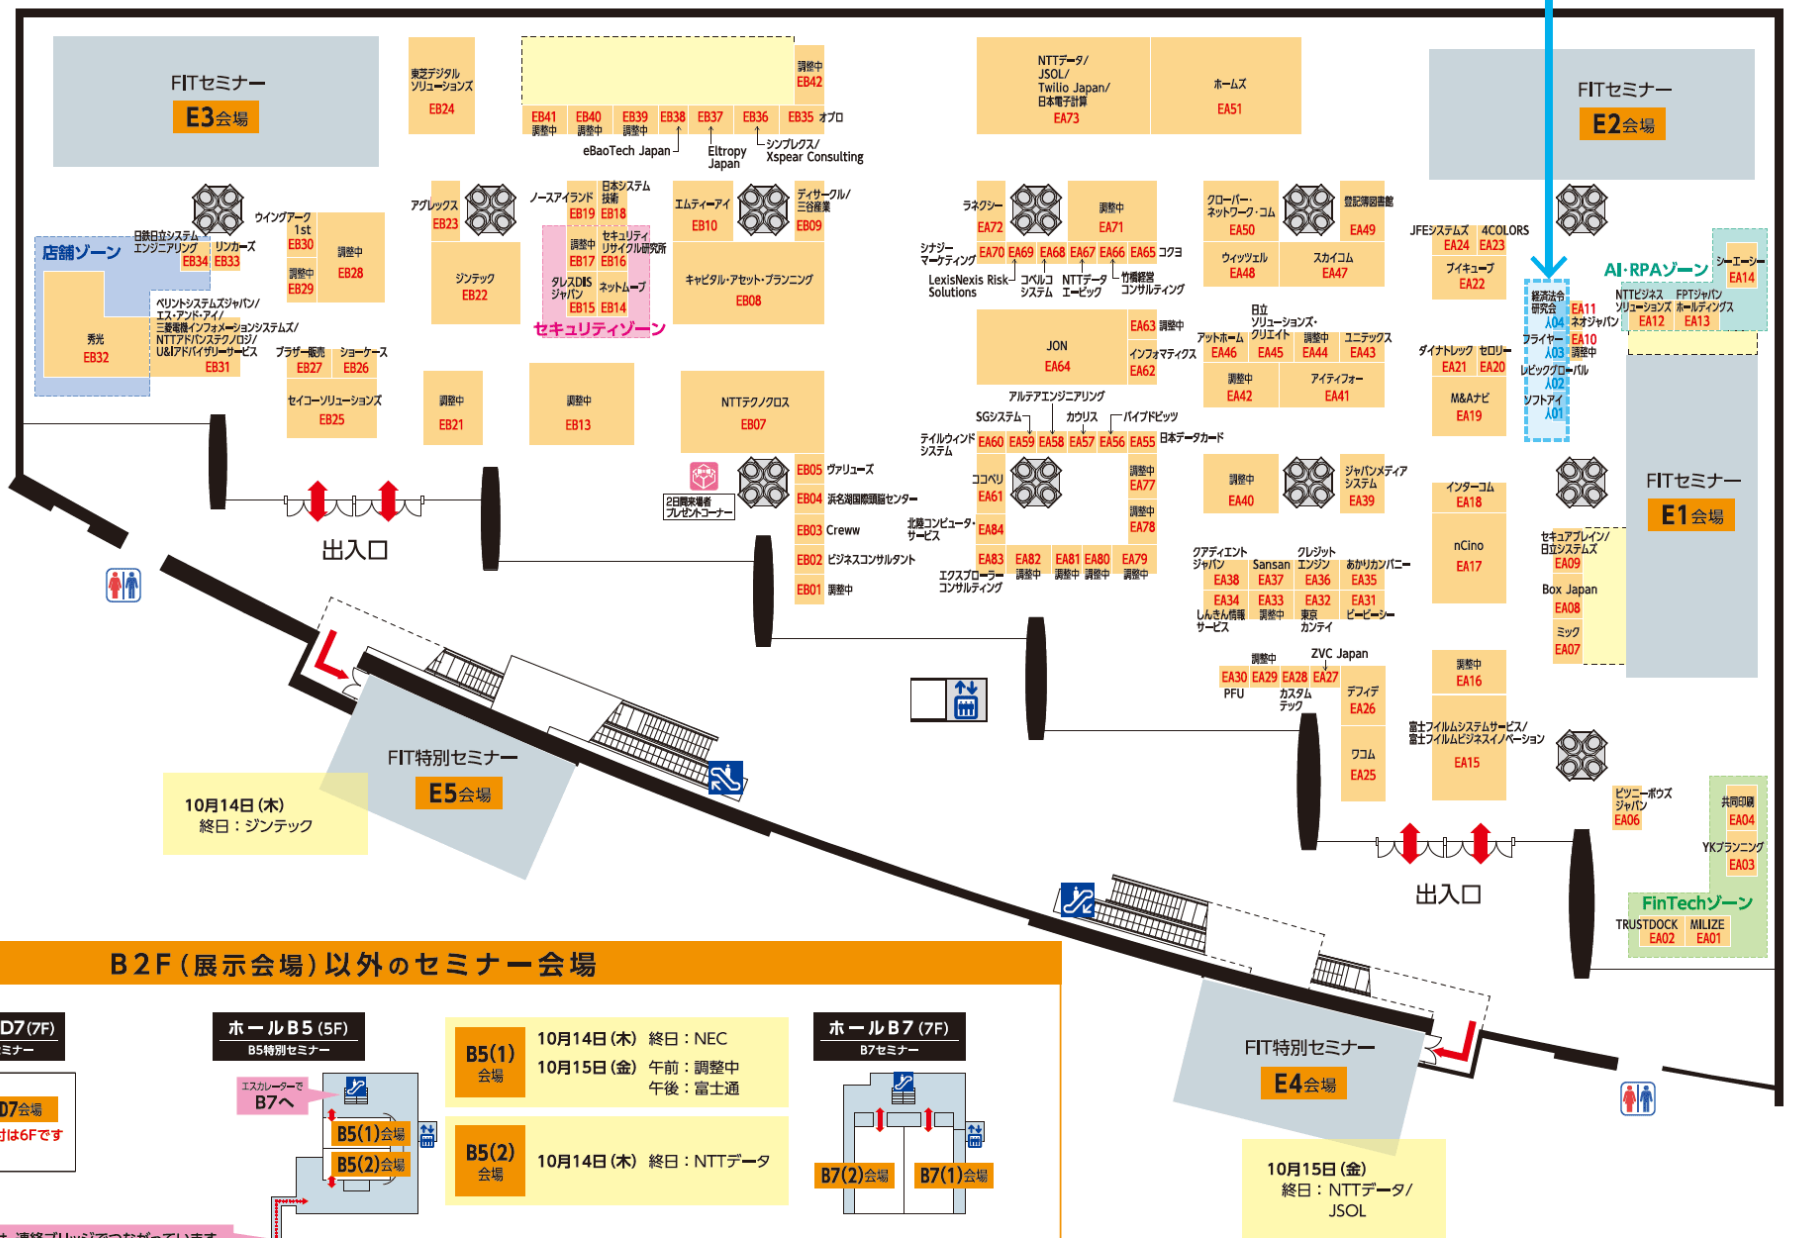 FITセミナー
E3会場
東芝デジタル
ソリューションズ
EB24
調整中
EB42
EB41
調整中
EB40
調整中
EB39
調整中
EB38
EB37
EB36
EB35
オプロ
eBaoTech Japan
Eltropy
Japan
シンプレクス/
Xspear Consulting
NTTデータ/
JSOL/
Twilio Japan/
日本電子計算
EA73
ホームズ
EA51
FITセミナー
E2会場
店舗ゾーン
日鉄日立システム
エンジニアリング
EB34
リンカーズ
EB33
ウイングアーク
1st
EB30
調整中
EB29
調整中
EB28
秀光
EB32
ペリントシステムズジャパン/
エス・アンド・アイ/
三菱電機インフォメーションシステムズ/
NTTアドバンステクノロジ/
U&Iアドバイザリーサービス
EB31
ブラザー販売
EB27
ショーケース
EB26
セイコーソリューションズ
EB25
アグレックス
EB23
ジンテック
EB22
調整中
EB21
ノースアイランド
EB19
日本システム
技術
EB18
調整中
EB17
セキュリティ
リサイクル研究所
EB16
タレスDIS
ジャパン
EB15
ネットムーブ
EB14
セキュリティゾーン
調整中
EB13
エムティーアイ
EB10
ディサークル/
三谷産業
EB09
キャピタル・アセット・プランニング
EB08
NTTテクノクロス
EB07
2日間来場者
プレゼントコーナー
EB05 ヴァリューズ
EB04 浜名湖国際頭脳センター
EB03 Creww
EB02 ビジネスコンサルタント
EB01 調整中
出入口
ラネクシー
EA72
調整中
EA71
シナジー
マーケティング
EA70
EA69
EA68
EA67
EA66
EA65 コクヨ
LexisNexis Risk
Solutions
コベルコ
システム
NTTデータ
エービック
竹橋経営
コンサルティング
JON
EA64
EA63 調整中
インフォマティクス
EA62
アルテアエンジニアリング
SGシステム
カウリス
パイプドビッツ
テイルウィンド
システム
EA60
EA59
EA58
EA57
EA56
EA55
日本データカード
ココペリ
EA61
調整中
EA77
調整中
EA78
北陸コンピュータ・
サービス
EA84
EA83
エクスプローラー
コンサルティング
EA82
調整中
EA81
調整中
EA80
調整中
EA79
調整中
クローバー・
ネットワーク・コム
EA50
登記簿図書館
EA49
ウィッツェル
EA48
スカイコム
EA47
アットホーム
EA46
日立
ソリューションズ・
クリエイト
EA45
調整中
EA44
ユニテックス
EA43
調整中
EA42
アイティフォー
EA41
調整中
EA40
ジャパンメディア
システム
EA39
クアディエント
ジャパン
EA38
Sansan
EA37
クレジット
エンジン
EA36
あかりカンパニー
EA35
EA34
しんきん情報
サービス
EA33
調整中
EA32
東京
カンテイ
EA31
ビービーシー
EA30
PFU
調整中
EA29
EA28
カスタム
テック
ZVC Japan
EA27
デフィデ
EA26
ワコム
EA25
JFEシステムズ
EA24
4COLORS
EA23
ブイキューブ
EA22
ダイナトレック
EA21
セロリー
EA20
M&Aナビ
EA19
インターコム
EA18
nCino
EA17
調整中
EA16
富士フイルムシステムサービス/
富士フイルムビジネスイノベーション
EA15
経済法令
研究会
人04
フライヤー
人03
レビックグローバル
人02
ソフトアイ
人01
EA11
ネオジャパン
EA10
調整中
AI・RPAゾーン
シーエーシー
EA14
NTTビジネス
ソリューションズ
EA12
FPTジャパン
ホールディングス
EA13
FITセミナー
E1会場
セキュアブレイン/
日立システムズ
EA09
Box Japan
EA08
ミック
EA07
ピツニーボウズ
ジャパン
EA06
共同印刷
EA04
YKプランニング
EA03
FinTechゾーン
TRUSTDOCK
EA02
MILIZE
EA01
出入口
FIT特別セミナー
E5会場
10月14日(木)
終日：ジンテック
FIT特別セミナー
E4会場
10月15日(金)
終日：NTTデータ/
JSOL
B2F(展示会場)以外のセミナー会場
D7(7F)
セミナー
D7会場
付は6Fです
ホールB5(5F)
B5特別セミナー
エスカレーターで
B7へ
B5(1)会場
B5(2)会場
連絡ブリッジでつながっています
B5(1)
会場
10月14日(木) 終日：NEC
10月15日(金) 午前：調整中
午後：富士通
B5(2)
会場
10月14日(木) 終日：NTTデータ
ホールB7(7F)
B7セミナー
B7(2)会場
B7(1)会場